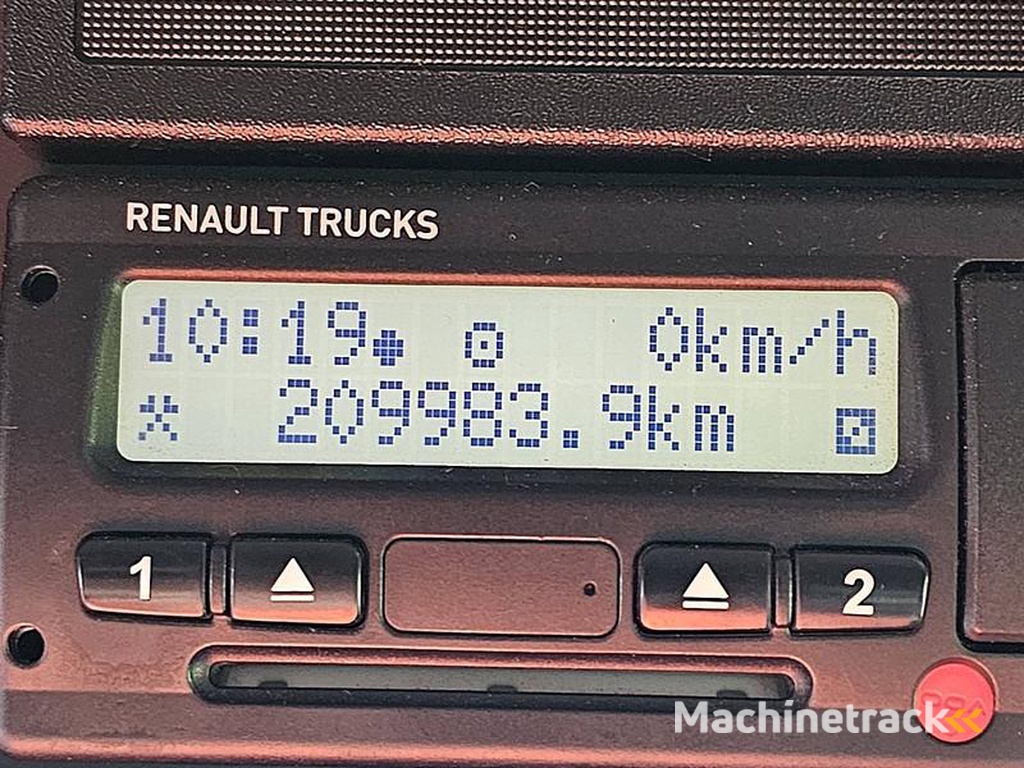 RENAULT TRUCKS
10:19 0km/h
209983.9km
1 2
Machinetrack